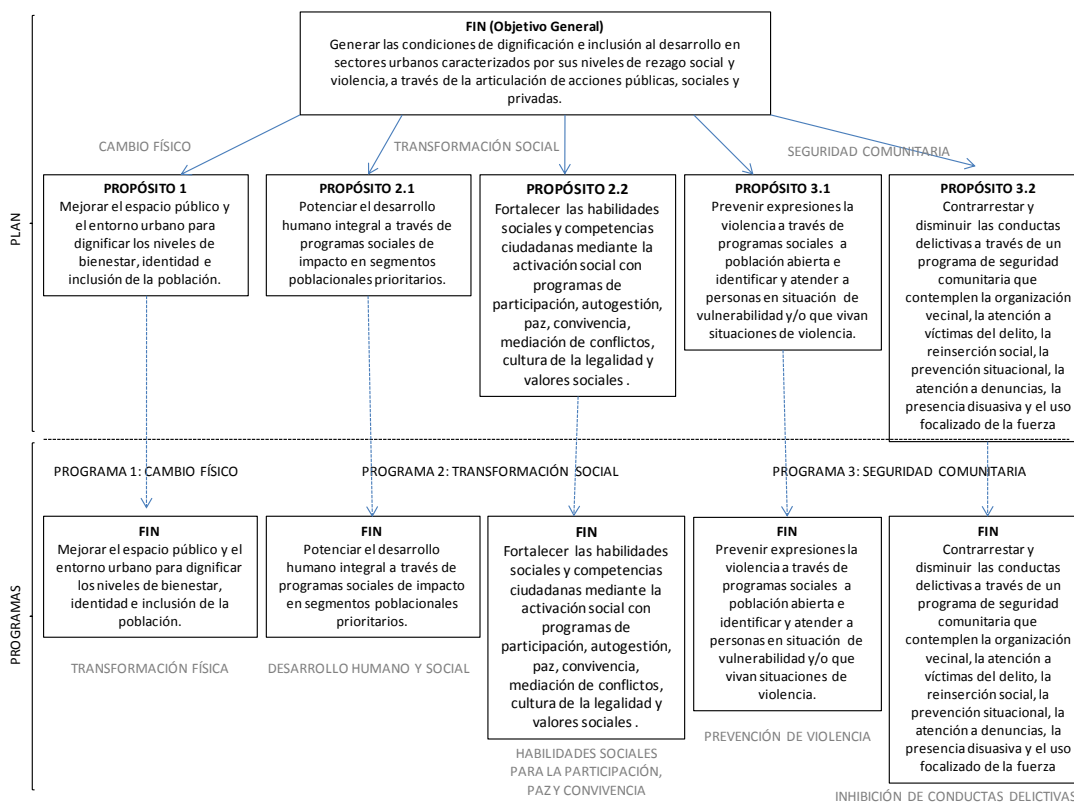 FIN (Objetivo General)
Generar las condiciones de dignificación e inclusión al desarrollo en
sectores urbanos caracterizados por sus niveles de rezago social y
violencia, a través de la articulación de acciones públicas, sociales y
privadas.
CAMBIO FÍSICO
TRANSFORMACIÓN SOCIAL
SEGURIDAD COMUNITARIA
PLAN
PROPÓSITO 1
Mejorar el espacio público y
el entorno urbano para
dignificar los niveles de
bienestar, identidad e
inclusión de la población.
PROPÓSITO 2.1
Potenciar el desarrollo
humano integral a través de
programas sociales de
impacto en segmentos
poblacionales prioritarios.
PROPÓSITO 2.2
Fortalecer las habilidades
sociales y competencias
ciudadanas mediante la
activación social con
programas de
participación, autogestión,
paz, convivencia,
mediación de conflictos,
cultura de la legalidad y
valores sociales .
PROPÓSITO 3.1
Prevenir expresiones la
violencia a través de
programas sociales a
población abierta e
identificar y atender a
personas en situación de
vulnerabilidad y/o que vivan
situaciones de violencia.
PROPÓSITO 3.2
Contrarrestar y
disminuir las conductas
delictivas a través de un
programa de seguridad
comunitaria que
contemplen la organización
vecinal, la atención a
víctimas del delito, la
reinserción social, la
prevención situacional, la
atención a denuncias, la
presencia disuasiva y el uso
focalizado de la fuerza
PROGRAMAS
PROGRAMA 1: CAMBIO FÍSICO
PROGRAMA 2: TRANSFORMACIÓN SOCIAL
PROGRAMA 3: SEGURIDAD COMUNITARIA
FIN
Mejorar el espacio público y el
entorno urbano para dignificar
los niveles de bienestar,
identidad e inclusión de la
población.
TRANSFORMACIÓN FÍSICA
FIN
Potenciar el desarrollo
humano integral a través de
programas sociales de impacto
en segmentos poblacionales
prioritarios.
DESARROLLO HUMANO Y SOCIAL
FIN
Fortalecer las habilidades
sociales y competencias
ciudadanas mediante la
activación social con
programas de
participación, autogestión,
paz, convivencia,
mediación de conflictos,
cultura de la legalidad y
valores sociales .
HABILIDADES SOCIALES
PARA LA PARTICIPACIÓN,
PAZ Y CONVIVENCIA
FIN
Prevenir expresiones la
violencia a través de
programas sociales a
población abierta e
identificar y atender a
personas en situación de
vulnerabilidad y/o que
vivan situaciones de
violencia.
PREVENCIÓN DE VIOLENCIA
FIN
Contrarrestar y
disminuir las conductas
delictivas a través de un
programa de seguridad
comunitaria que
contemplen la organización
vecinal, la atención a
víctimas del delito, la
reinserción social, la
prevención situacional, la
atención a denuncias, la
presencia disuasiva y el uso
focalizado de la fuerza
INHIBICIÓN DE CONDUCTAS DELICTIVAS